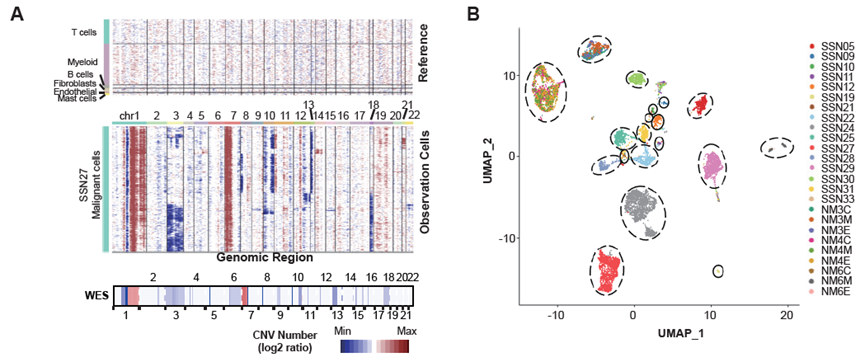 A
T cells
Myeloid
B cells
Fibroblasts
Endothelial
Mast cells
Reference
13 18 21
chr1 2 3 4 5 6 7 8 9 10 11 12 14 15 16 17 19 20 22
SSN27
Malignant cells
Observation Cells
Genomic Region
2 4 6 8 10 12 14 16 18 20 22
WES
1 3 5 7 9 11 13 15 17 19 21
CNV Number
(log2 ratio)
Min Max
B
UMAP_2
10
0
-10
-10 0 10 20
UMAP_1
SSN05
SSN09
SSN10
SSN11
SSN12
SSN19
SSN21
SSN22
SSN24
SSN25
SSN27
SSN28
SSN29
SSN30
SSN31
SSN33
NM3C
NM3M
NM3E
NM4C
NM4M
NM4E
NM6C
NM6M
NM6E